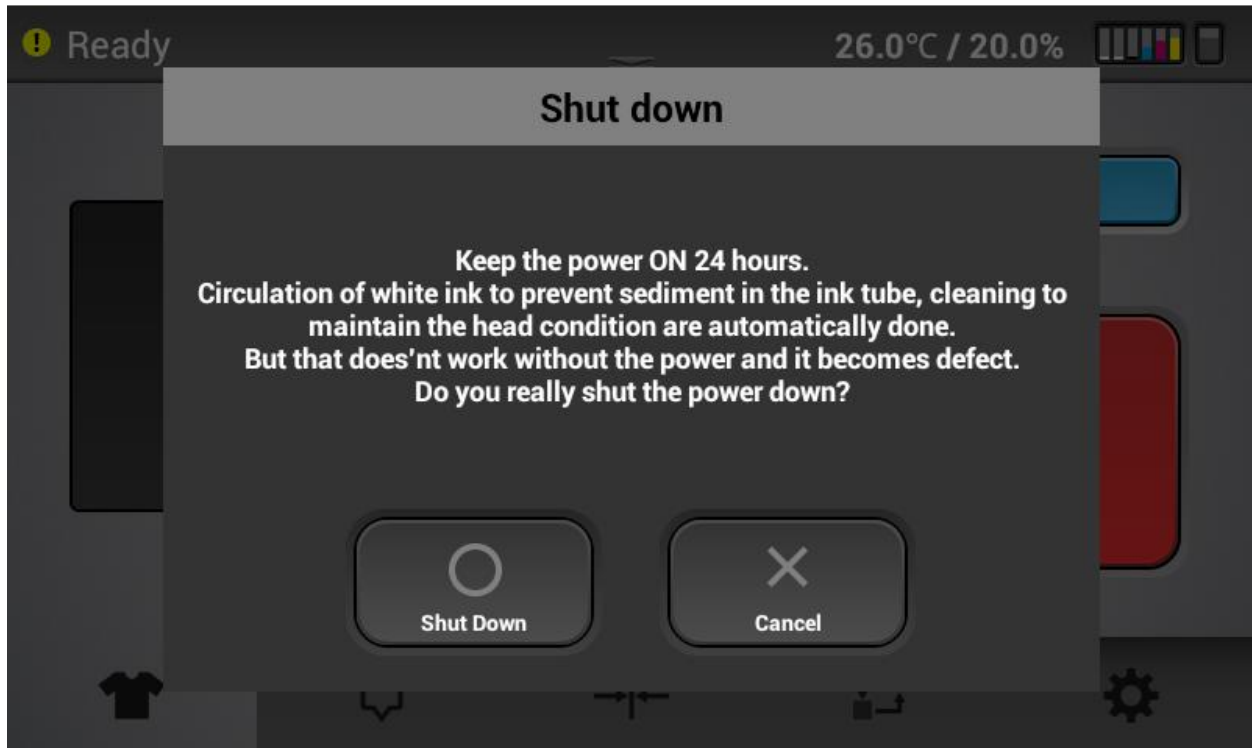 Ready
26.0℃ / 20.0%
Shut down
Keep the power ON 24 hours.
Circulation of white ink to prevent sediment in the ink tube, cleaning to
maintain the head condition are automatically done.
But that does'nt work without the power and it becomes defect.
Do you really shut the power down?
Shut Down
Cancel